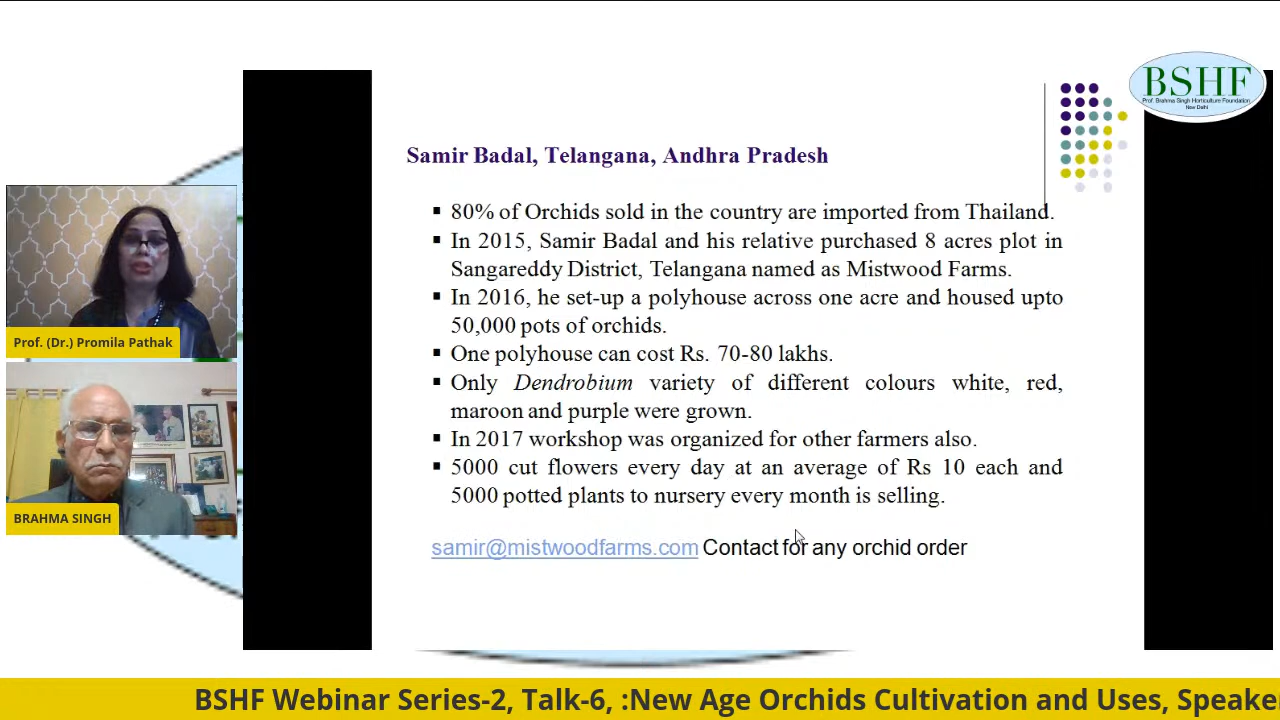 BSHF
Prof. Brahma Singh Horticulture Foundation
New Delhi
Samir Badal, Telangana, Andhra Pradesh
80% of Orchids sold in the country are imported from Thailand.
In 2015, Samir Badal and his relative purchased 8 acres plot in
Sangareddy District, Telangana named as Mistwood Farms.
In 2016, he set-up a polyhouse across one acre and housed upto
50,000 pots of orchids.
One polyhouse can cost Rs. 70-80 lakhs.
Only Dendrobium variety of different colours white, red,
maroon and purple were grown.
In 2017 workshop was organized for other farmers also.
5000 cut flowers every day at an average of Rs 10 each and
5000 potted plants to nursery every month is selling.
samir@mistwoodfarms.com Contact for any orchid order
Prof. (Dr.) Promila Pathak
BRAHMA SINGH
BSHF Webinar Series-2, Talk-6, :New Age Orchids Cultivation and Uses, Speake